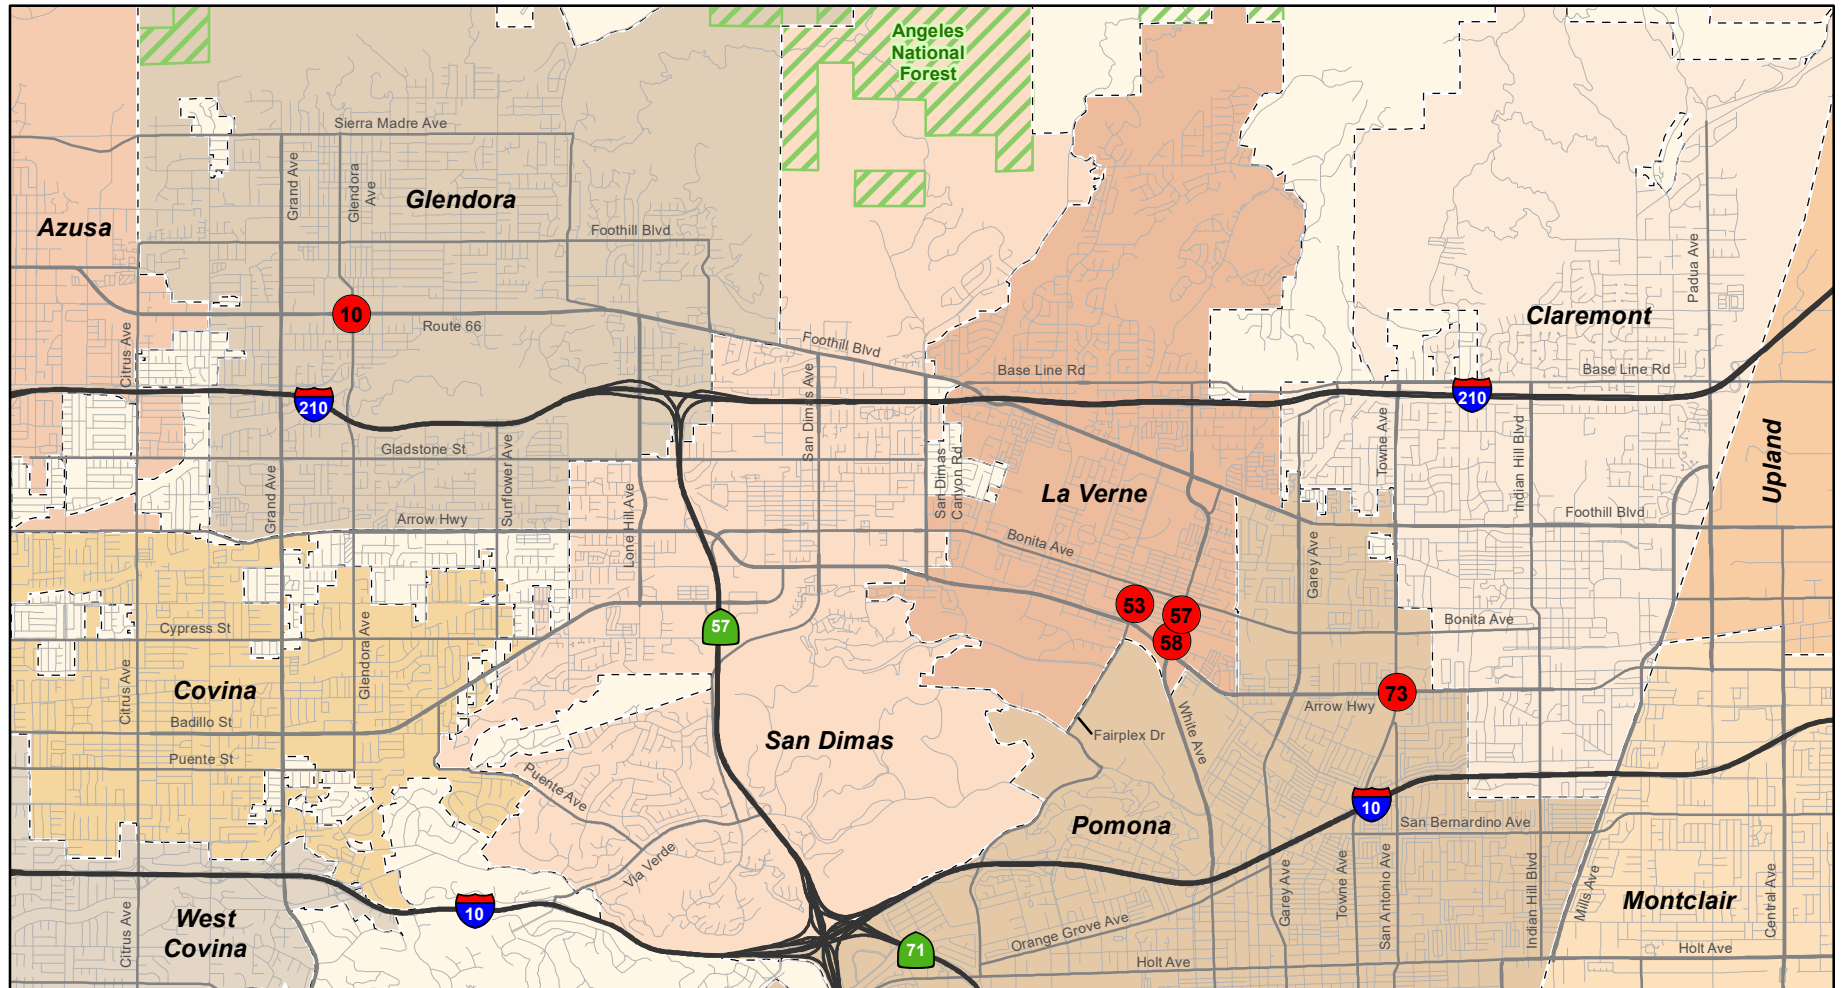 Angeles
National
Forest
Sierra Madre Ave
Grand Ave
Glendora
Ave
Glendora
Azusa
Foothill Blvd
Padua Ave
10
Route 66
Citrus Ave
Foothill Blvd
Claremont
Base Line Rd
Base Line Rd
210
210
San Dimas Ave
Towne Ave
Indian Hill Blvd
Upland
Gladstone St
Sunflower Ave
Grand Ave
Lone Hill Ave
San Dimas
Canyon Rd
La Verne
Arrow Hwy
Foothill Blvd
Bonita Ave
Garey Ave
53
57
58
57
Cypress St
Glendora Ave
Bonita Ave
Citrus Ave
Covina
73
Badillo St
Arrow Hwy
San Dimas
Fairplex Dr
White Ave
Puente St
Puente Ave
10
Pomona
San Bernardino Ave
Via Verde
Garey Ave
Towne Ave
San Antonio Ave
Indian Hill Blvd
Mills Ave
Montclair
Central Ave
10
West
Covina
Citrus Ave
71
Orange Grove Ave
Holt Ave
Holt Ave